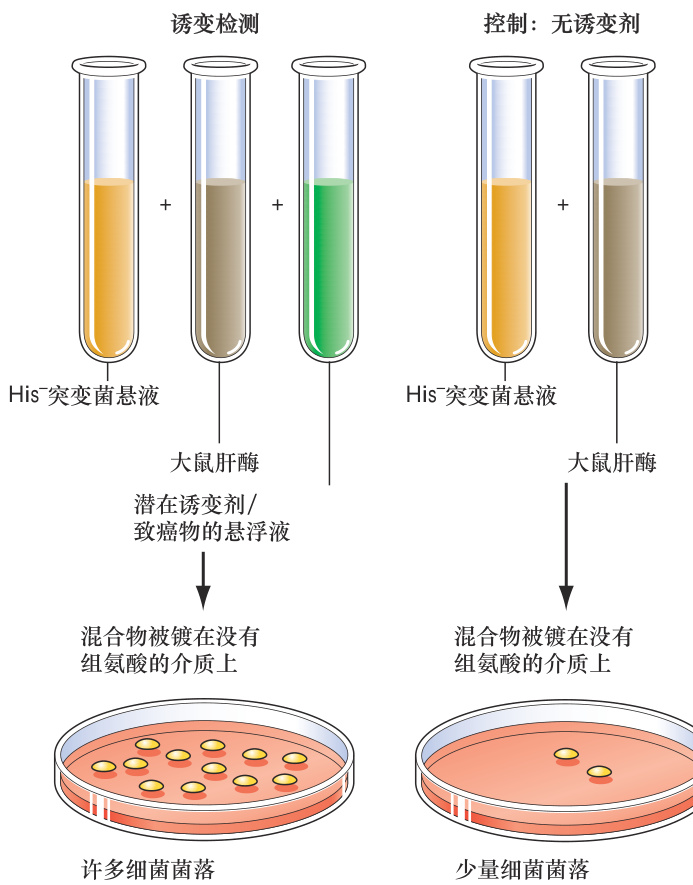 诱变检测
控制：无诱变剂
+
+
+
His⁻突变菌悬液
His⁻突变菌悬液
大鼠肝酶
大鼠肝酶
潜在诱变剂/
致癌物的悬浮液
混合物被镀在没有
组氨酸的介质上
混合物被镀在没有
组氨酸的介质上
许多细菌菌落
少量细菌菌落